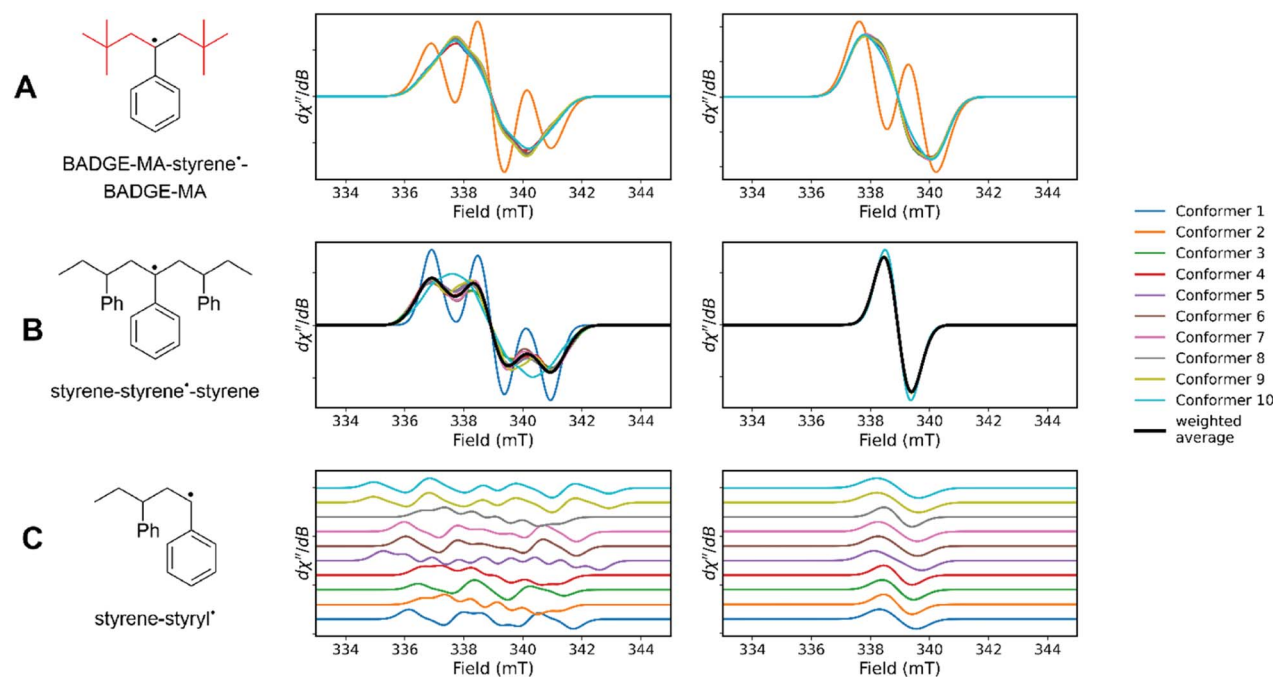 A
BADGE-MA-styrene•-
BADGE-MA
dχ''/dB
334 336 338 340 342 344
Field (mT)
dχ''/dB
334 336 338 340 342 344
Field (mT)
B
Ph
Ph
styrene-styrene•-styrene
dχ''/dB
334 336 338 340 342 344
Field (mT)
dχ''/dB
334 336 338 340 342 344
Field (mT)
Conformer 1
Conformer 2
Conformer 3
Conformer 4
Conformer 5
Conformer 6
Conformer 7
Conformer 8
Conformer 9
Conformer 10
weighted
average
C
Ph
styrene-styryl•
dχ''/dB
334 336 338 340 342 344
Field (mT)
dχ''/dB
334 336 338 340 342 344
Field (mT)